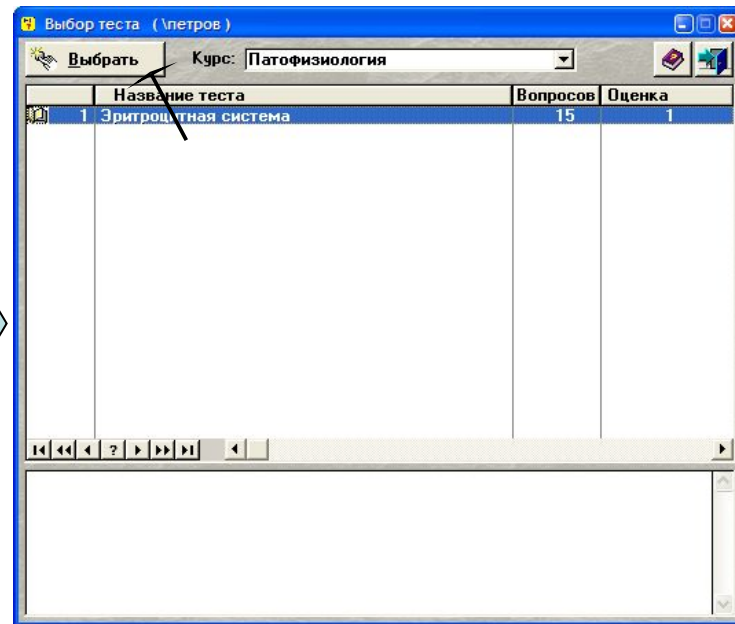 Выбор теста ( \петров )
Выбрать Курс: Патофизиология
Название теста Вопросов Оценка
1 Эритроцитная система 15 1
?